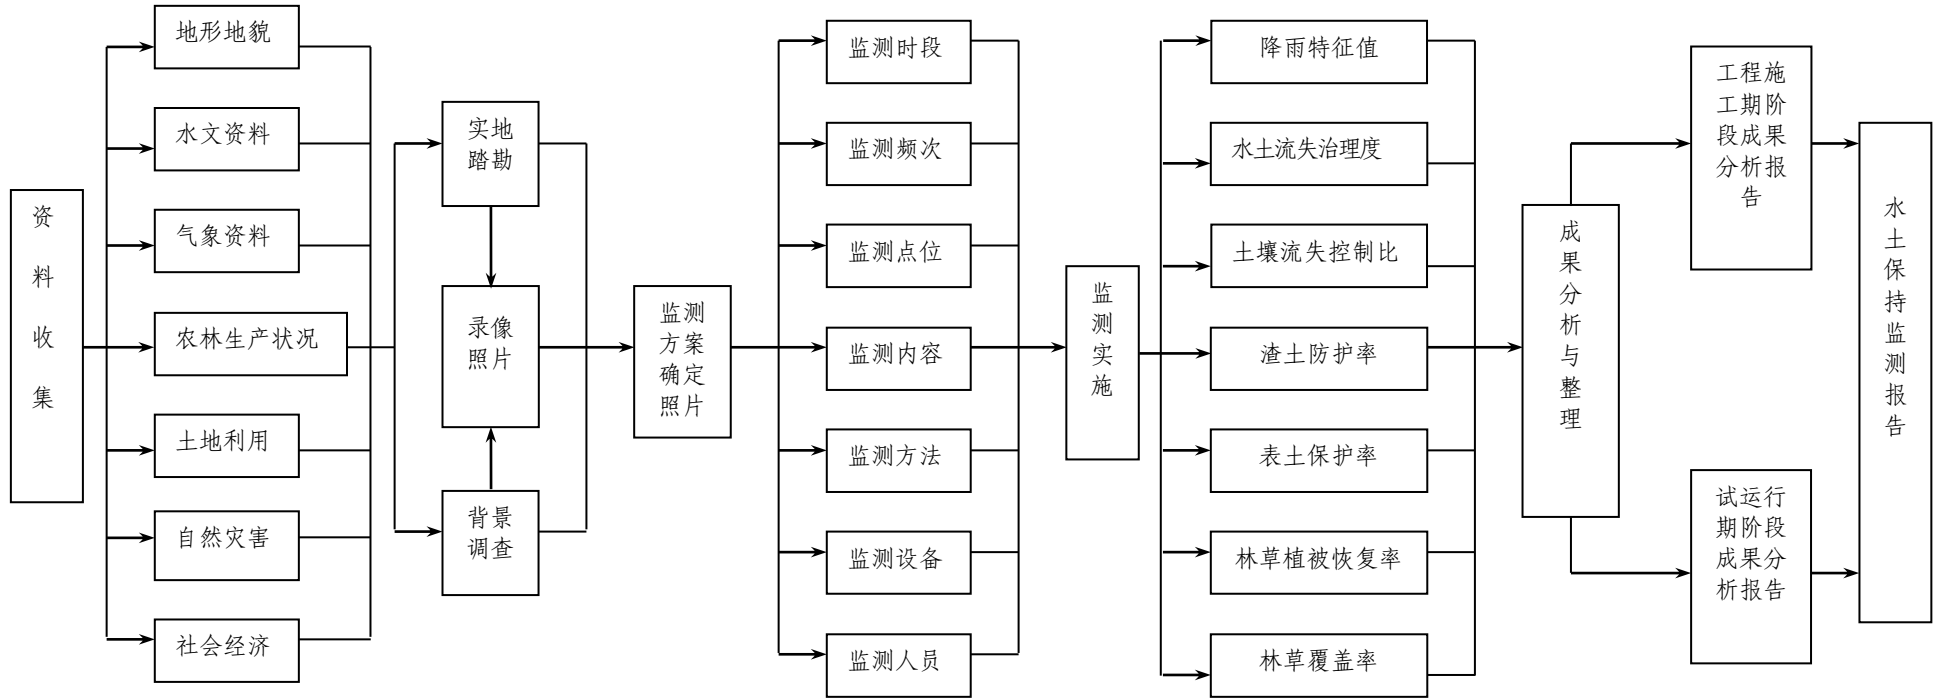 资料收集
地形地貌
水文资料
气象资料
农林生产状况
土地利用
自然灾害
社会经济
实地
踏勘
录像
照片
背景
调查
监测
方案
确定
照片
监测时段
监测频次
监测点位
监测内容
监测方法
监测设备
监测人员
监测实施
降雨特征值
水土流失治理度
土壤流失控制比
渣土防护率
表土保护率
林草植被恢复率
林草覆盖率
成果分析与整理
工程施
工期阶
段成果
分析报
告
试运行
期阶段
成果分
析报告
水土保持监测报告